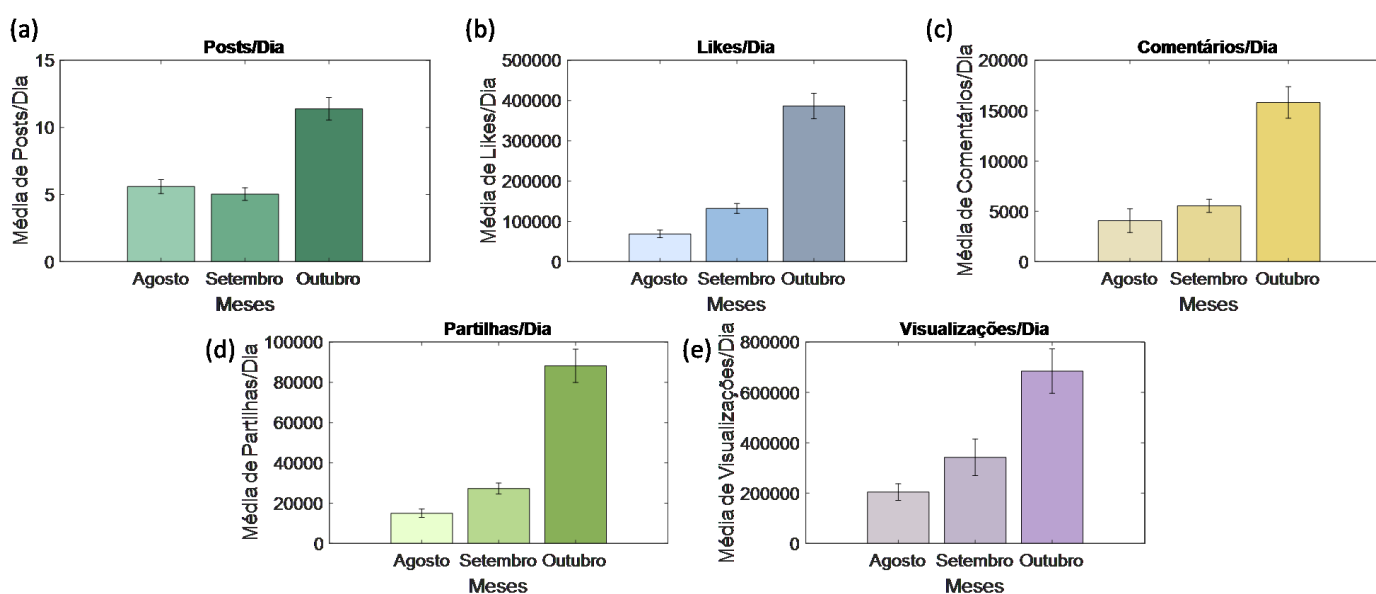 (a)
Posts/Dia
Média de Posts/Dia
15
10
5
0
Agosto Setembro Outubro
Meses
(b)
Likes/Dia
Média de Likes/Dia
500000
400000
300000
200000
100000
0
Agosto Setembro Outubro
Meses
(c)
Comentários/Dia
Média de Comentários/Dia
20000
15000
10000
5000
0
Agosto Setembro Outubro
Meses
(d)
Partilhas/Dia
Média de Partilhas/Dia
100000
80000
60000
40000
20000
0
Agosto Setembro Outubro
Meses
(e)
Visualizações/Dia
Média de Visualizações/Dia
800000
600000
400000
200000
0
Agosto Setembro Outubro
Meses